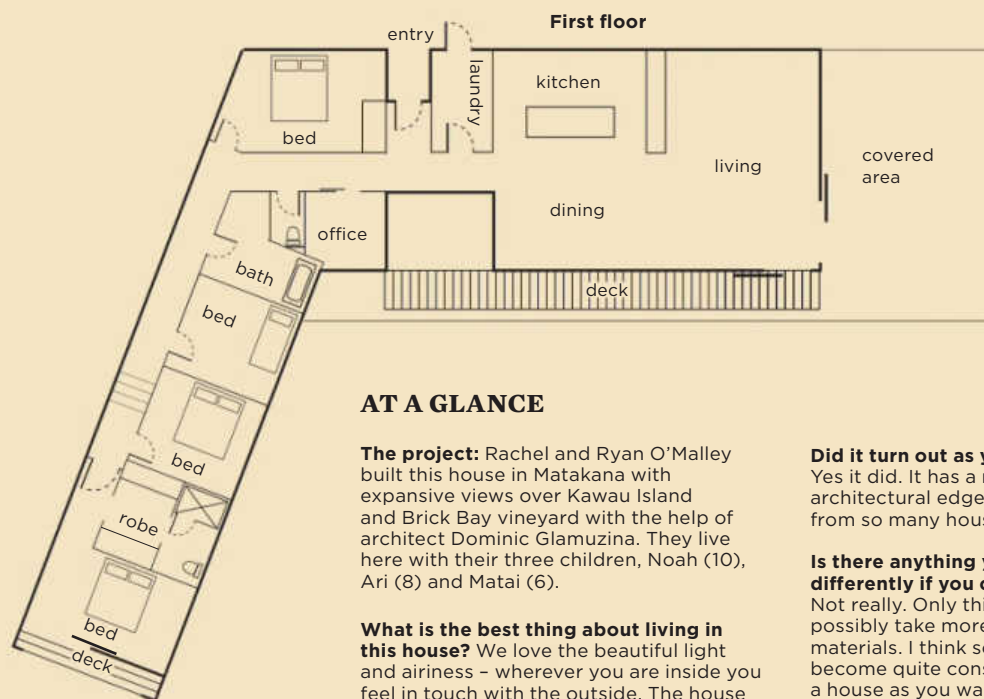 First floor
entry
laundry
kitchen
bed
living
covered
area
dining
office
bath
deck
bed
bed
robe
bed
deck
AT A GLANCE
The project: Rachel and Ryan O’Malley
built this house in Matakana with
expansive views over Kawau Island
and Brick Bay vineyard with the help of
architect Dominic Glamuzina. They live
here with their three children, Noah (10),
Ari (8) and Matai (6).
What is the best thing about living in
this house? We love the beautiful light
and airiness – wherever you are inside you
feel in touch with the outside. The house
Did it turn out as
Yes it did. It has a
architectural edge
from so many
Is there anything
differently if you
Not really. Only
possibly take more
materials. I think
become quite
a house as you